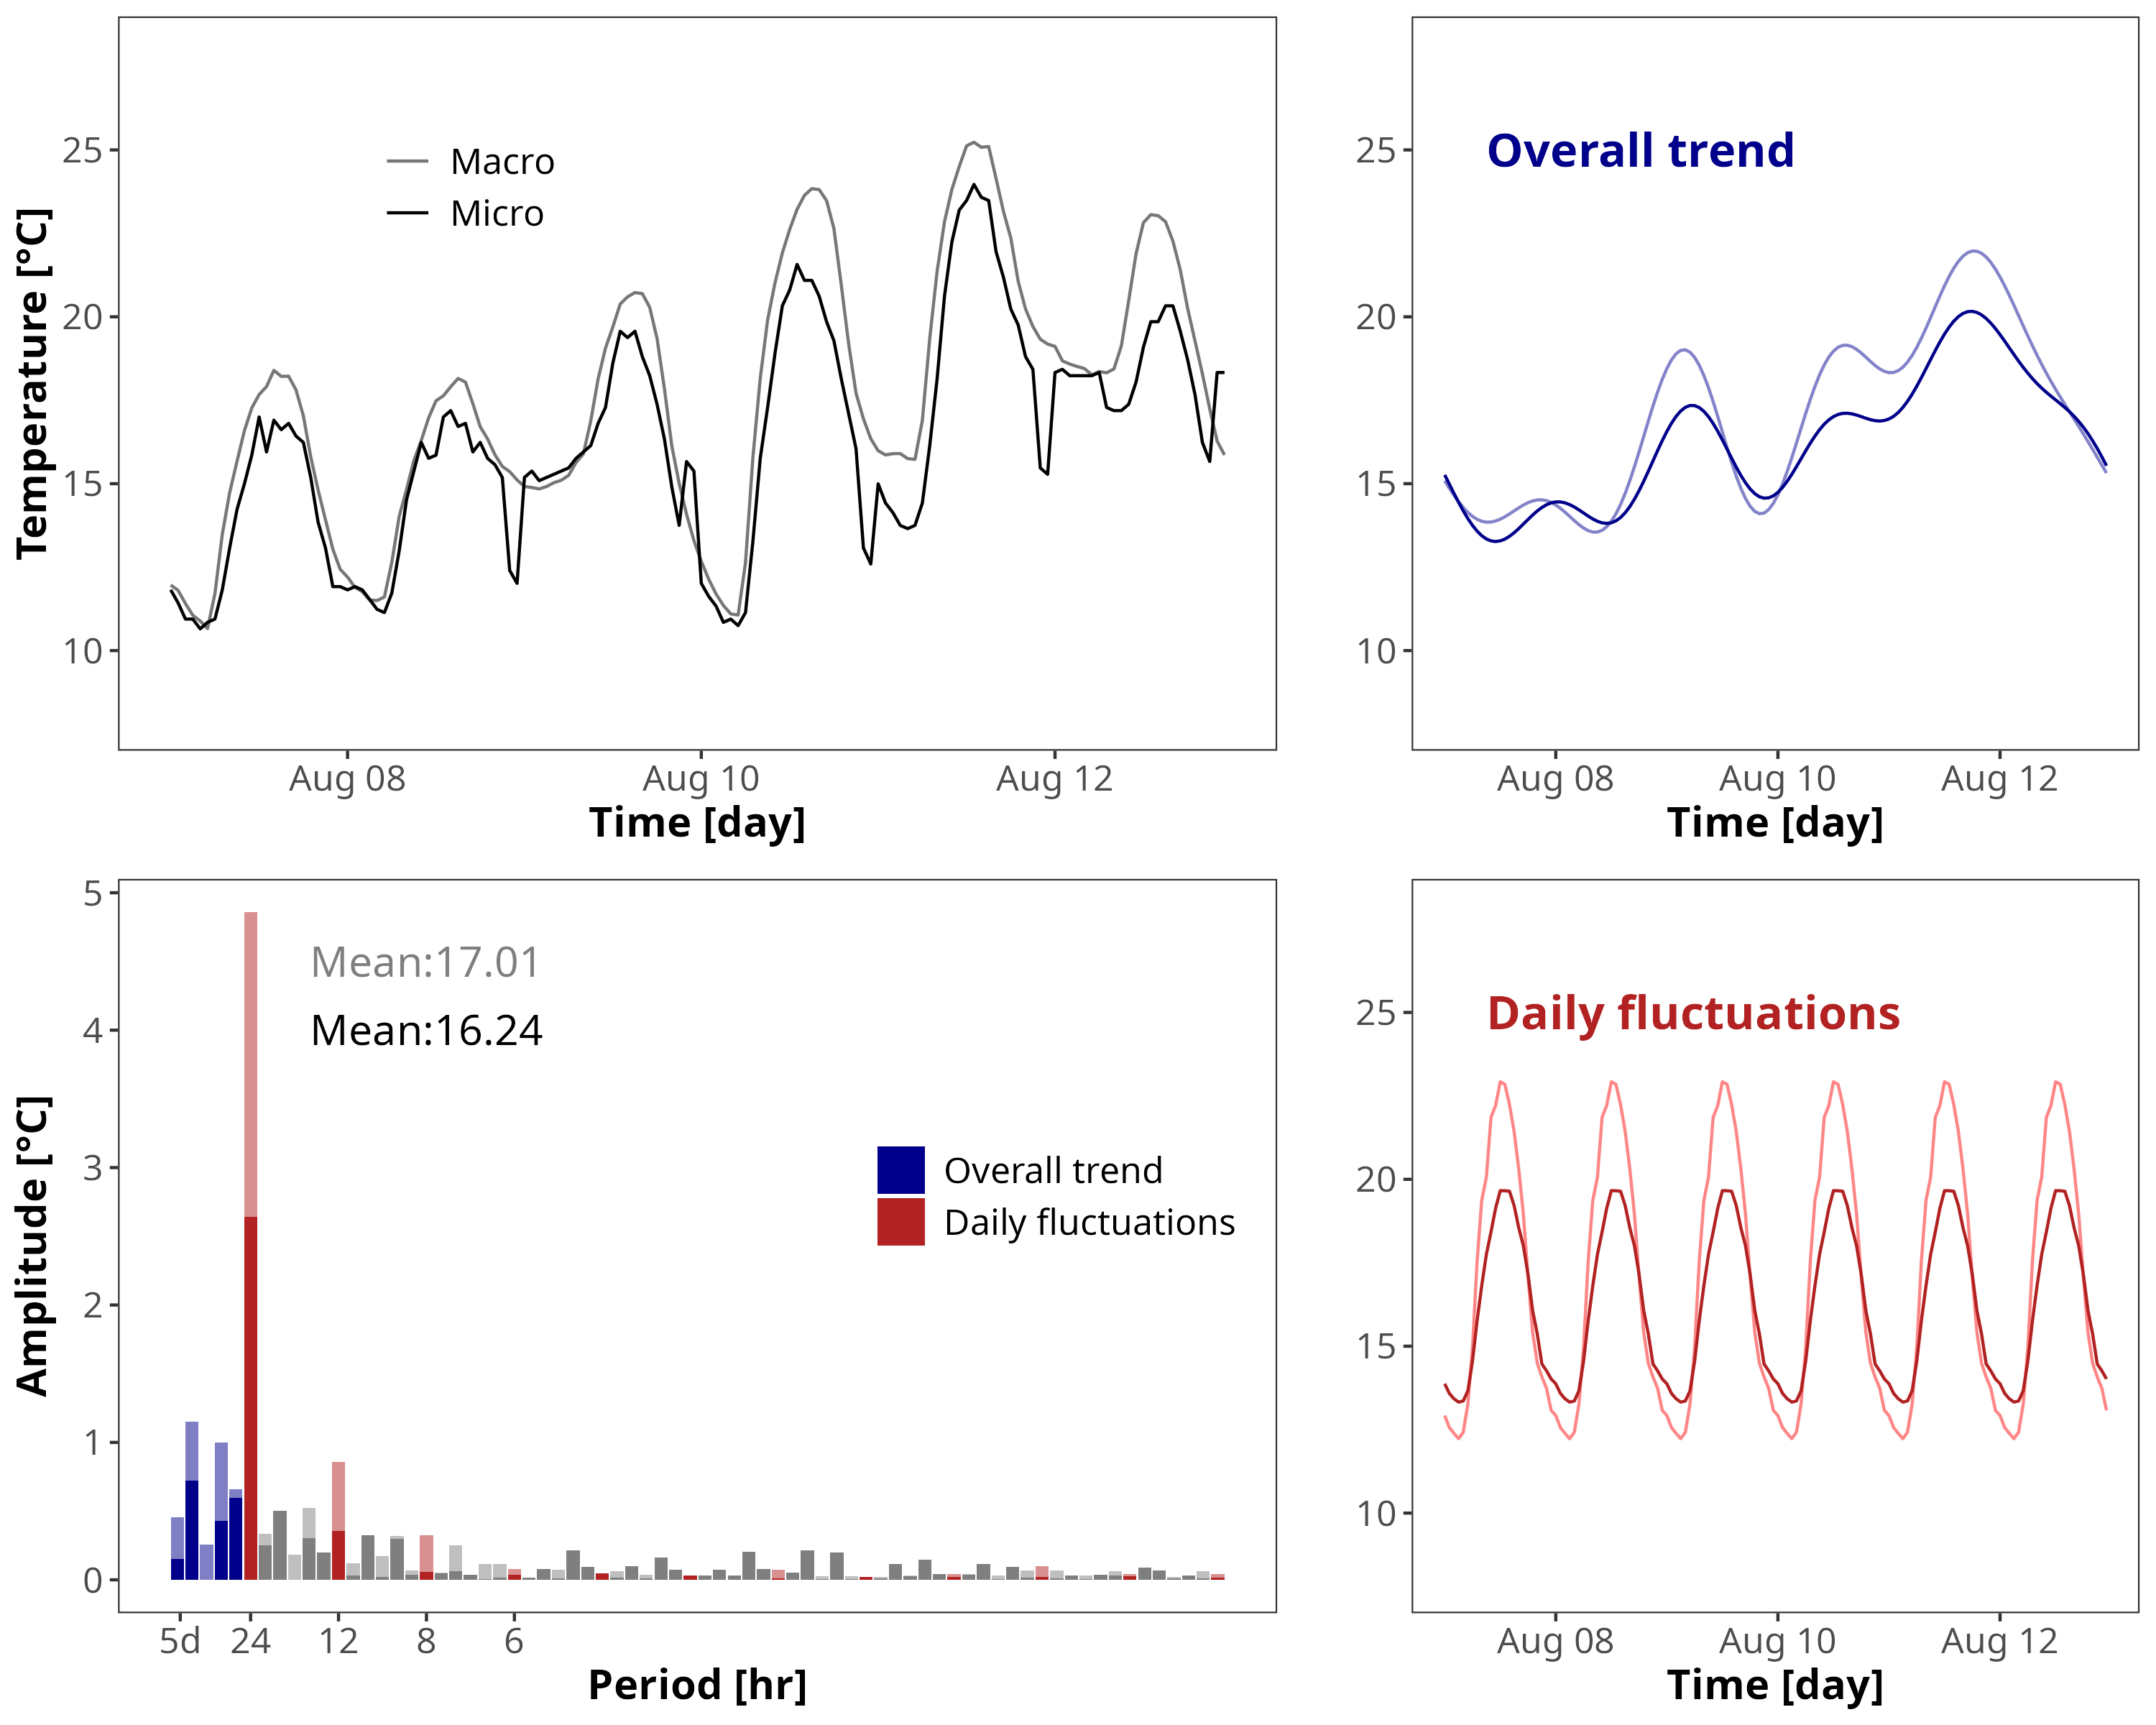 25
20
15
10
Temperature [°C]
Macro
Micro
Aug 08
Aug 10
Aug 12
Time [day]
25
20
15
10
Overall trend
Aug 08
Aug 10
Aug 12
Time [day]
5
4
3
2
1
0
Amplitude [°C]
Mean:17.01
Mean:16.24
Overall trend
Daily fluctuations
5d
24
12
8
6
Period [hr]
25
20
15
10
Daily fluctuations
Aug 08
Aug 10
Aug 12
Time [day]